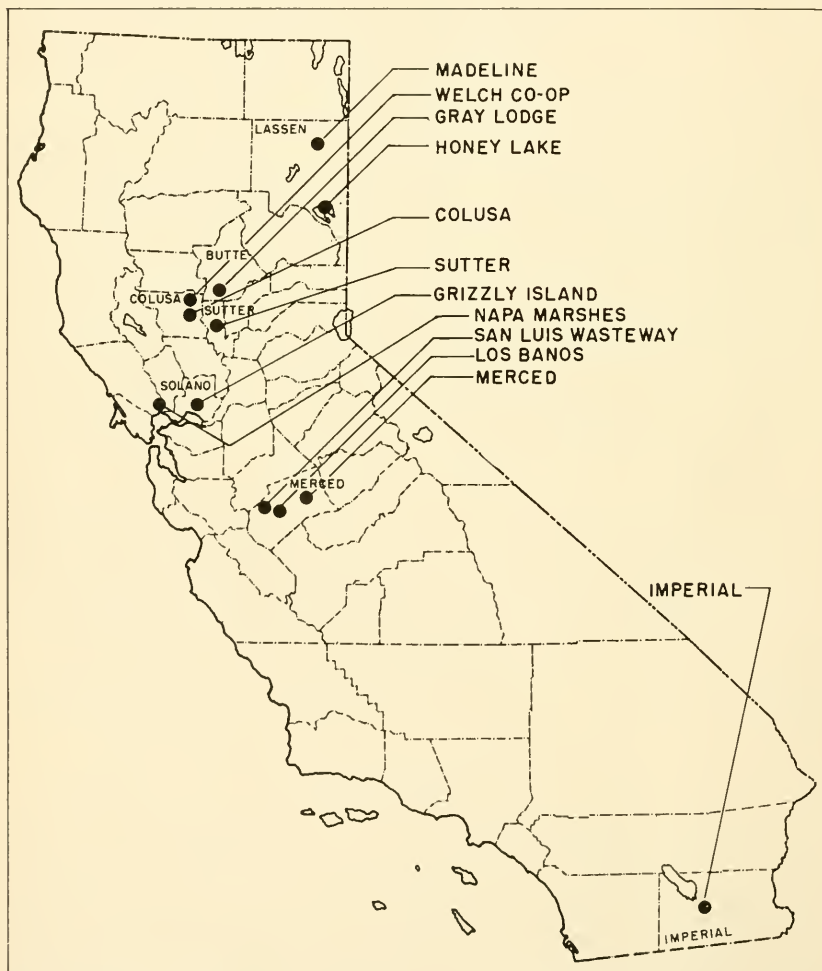 MADELINE
WELCH CO-OP
GRAY LODGE
HONEY LAKE
COLUSA
SUTTER
GRIZZLY ISLAND
NAPA MARSHES
SAN LUIS WASTEWAY
LOS BANOS
MERCED
LASSEN
BUTTE
COLUSA
SUTTER
SOLANO
MERCED
IMPERIAL
IMPERIAL